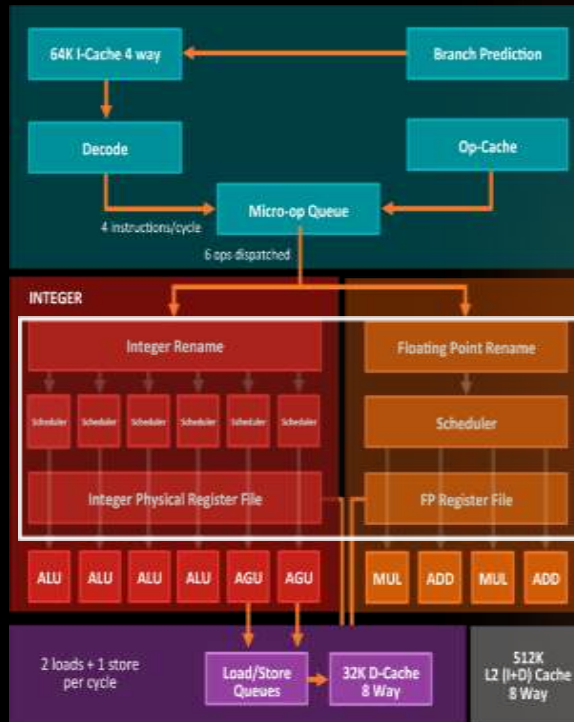 64K I-Cache 4 way
Branch Prediction
Decode
Op-Cache
Micro-op Queue
4 instructions/cycle
6 ops dispatched
INTEGER
Integer Rename
Floating Point Rename
Scheduler
Scheduler
Scheduler
Scheduler
Scheduler
Scheduler
Scheduler
Integer Physical Register File
FP Register File
ALU
ALU
ALU
ALU
AGU
AGU
MUL
ADD
MUL
ADD
2 loads + 1 store
per cycle
Load/Store
Queues
32K D-Cache
8 Way
512K
L2 (I+D) Cache
8 Way